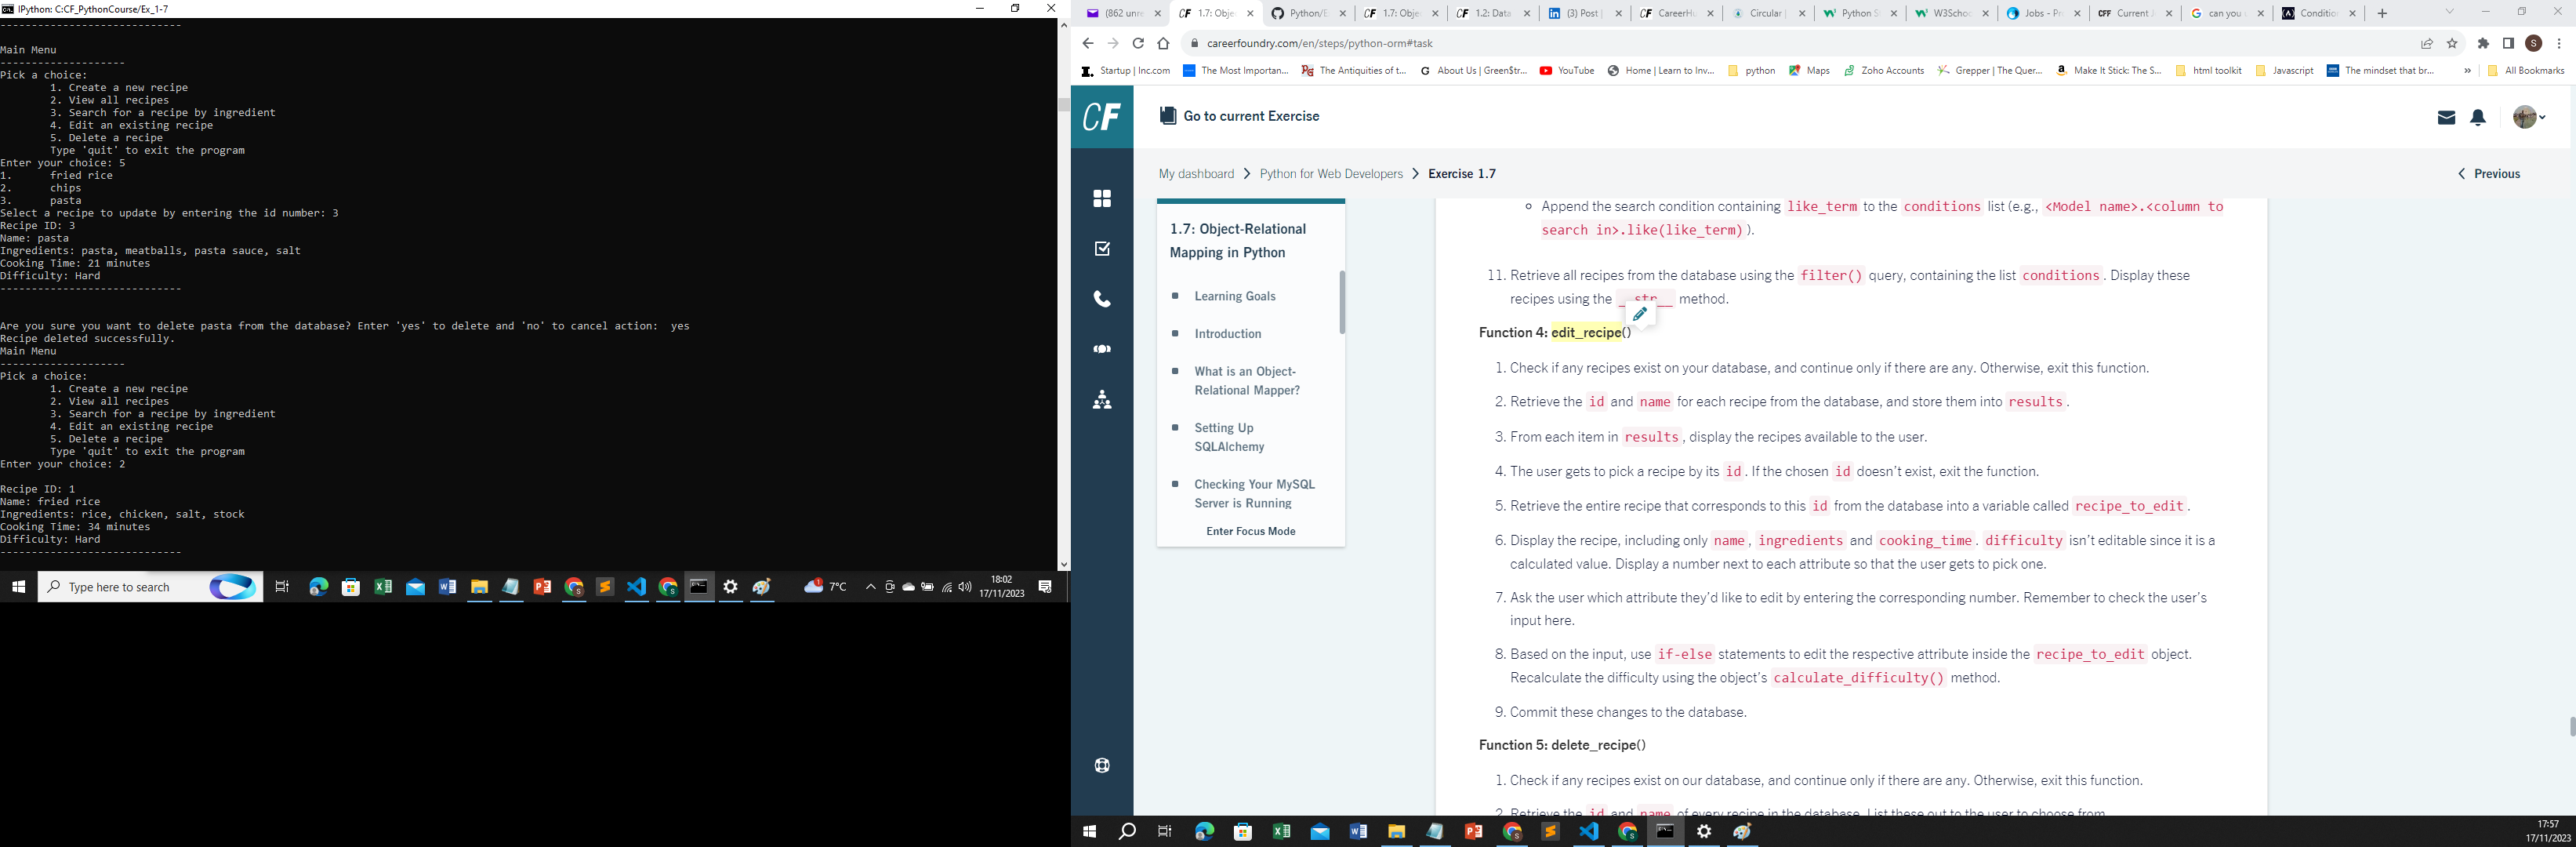 IPython: C:CF_PythonCourse/Ex_1-7
-----------------------------
Main Menu
--------------------
Pick a choice:
1. Create a new recipe
2. View all recipes
3. Search for a recipe by ingredient
4. Edit an existing recipe
5. Delete a recipe
Type 'quit' to exit the program
Enter your choice: 5
1. fried rice
2. chips
3. pasta
Select a recipe to update by entering the id number: 3
Recipe ID: 3
Name: pasta
Ingredients: pasta, meatballs, pasta sauce, salt
Cooking Time: 21 minutes
Difficulty: Hard
-----------------------------
Are you sure you want to delete pasta from the database? Enter 'yes' to delete and 'no' to cancel action: yes
Recipe deleted successfully.
Main Menu
--------------------
Pick a choice:
1. Create a new recipe
2. View all recipes
3. Search for a recipe by ingredient
4. Edit an existing recipe
5. Delete a recipe
Type 'quit' to exit the program
Enter your choice: 2
Recipe ID: 1
Name: fried rice
Ingredients: rice, chicken, salt, stock
Cooking Time: 34 minutes
Difficulty: Hard
-----------------------------
Type here to search
7°C
18:02
17/11/2023
(862 unre
1.7: Obje
Python/E
1.7: Obje
1.2: Data
(3) Post |
CareerHu
Circular |
Python S
W3Schoo
Jobs - Pr
Current J
can you
Conditio
careerfoundry.com/en/steps/python-orm#task
Startup | Inc.com
The Most Importan...
The Antiquities of t...
About Us | Green$tr...
YouTube
Home | Learn to Inv...
python
Maps
Zoho Accounts
Grepper | The Quer...
Make It Stick: The S...
html toolkit
Javascript
The mindset that br...
All Bookmarks
CF
Go to current Exercise
My dashboard > Python for Web Developers > Exercise 1.7
Previous
1.7: Object-Relational
Mapping in Python
Learning Goals
Introduction
What is an Object-
Relational Mapper?
Setting Up
SQLAlchemy
Checking Your MySQL
Server is Running
Enter Focus Mode
Append the search condition containing like_term to the conditions list (e.g., <Model name>.<column to
search in>.like(like_term)).
11. Retrieve all recipes from the database using the filter() query, containing the list conditions. Display these
recipes using the __str__ method.
Function 4: edit_recipe()
1. Check if any recipes exist on your database, and continue only if there are any. Otherwise, exit this function.
2. Retrieve the id and name for each recipe from the database, and store them into results.
3. From each item in results, display the recipes available to the user.
4. The user gets to pick a recipe by its id. If the chosen id doesn't exist, exit the function.
5. Retrieve the entire recipe that corresponds to this id from the database into a variable called recipe_to_edit.
6. Display the recipe, including only name, ingredients and cooking_time. difficulty isn't editable since it is a
calculated value. Display a number next to each attribute so that the user gets to pick one.
7. Ask the user which attribute they'd like to edit by entering the corresponding number. Remember to check the user's
input here.
8. Based on the input, use if-else statements to edit the respective attribute inside the recipe_to_edit object.
Recalculate the difficulty using the object's calculate_difficulty() method.
9. Commit these changes to the database.
Function 5: delete_recipe()
1. Check if any recipes exist on our database, and continue only if there are any. Otherwise, exit this function.
2. Retrieve the id and name of every recipe in the database. List these out to the user to choose from.
17:57
17/11/2023